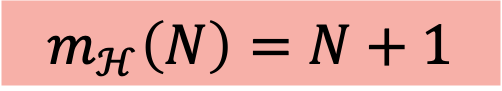 m_ℋ(N) = N + 1